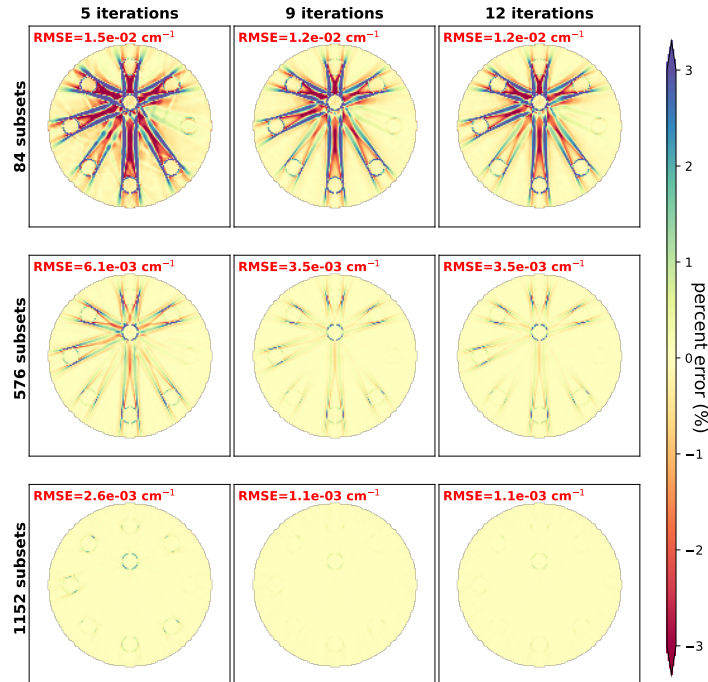 5 iterations
9 iterations
12 iterations
84 subsets
RMSE=1.5e-02 cm⁻¹
RMSE=1.2e-02 cm⁻¹
RMSE=1.2e-02 cm⁻¹
576 subsets
RMSE=6.1e-03 cm⁻¹
RMSE=3.5e-03 cm⁻¹
RMSE=3.5e-03 cm⁻¹
1152 subsets
RMSE=2.6e-03 cm⁻¹
RMSE=1.1e-03 cm⁻¹
RMSE=1.1e-03 cm⁻¹
3
2
1
0
−1
−2
−3
percent error (%)